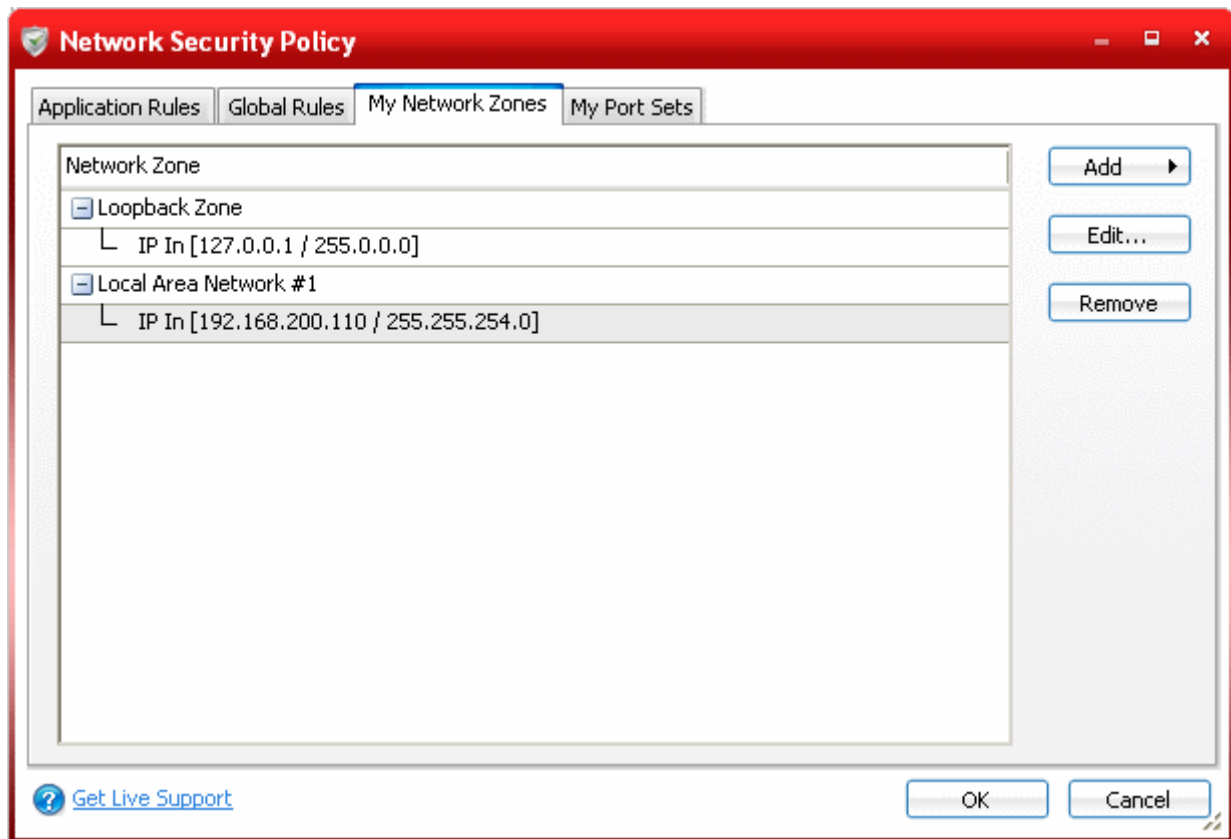 Network Security Policy
Application Rules
Global Rules
My Network Zones
My Port Sets
Network Zone
Loopback Zone
IP In [127.0.0.1 / 255.0.0.0]
Local Area Network #1
IP In [192.168.200.110 / 255.255.254.0]
Add
Edit...
Remove
Get Live Support
OK
Cancel